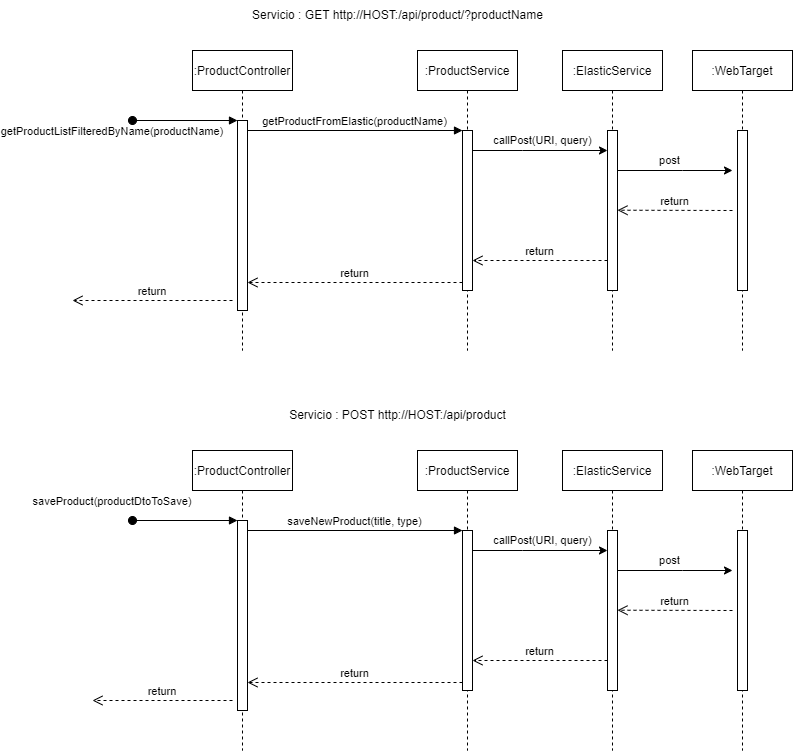 Servicio : GET http://HOST:/api/product/?productName
:ProductController
:ProductService
:ElasticService
:WebTarget
getProductListFilteredByName(productName)
getProductFromElastic(productName)
callPost(URI, query)
post
return
return
return
return
Servicio : POST http://HOST:/api/product
:ProductController
:ProductService
:ElasticService
:WebTarget
saveProduct(productDtoToSave)
saveNewProduct(title, type)
callPost(URI, query)
post
return
return
return
return